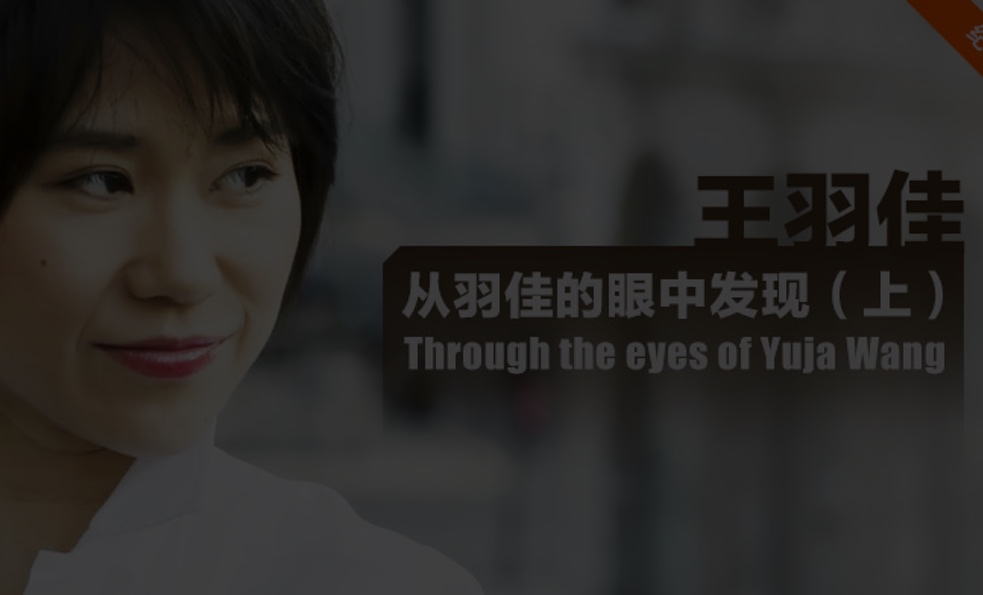 王羽佳
从羽佳的眼中发现（上）
Through the eyes of Yuja Wang